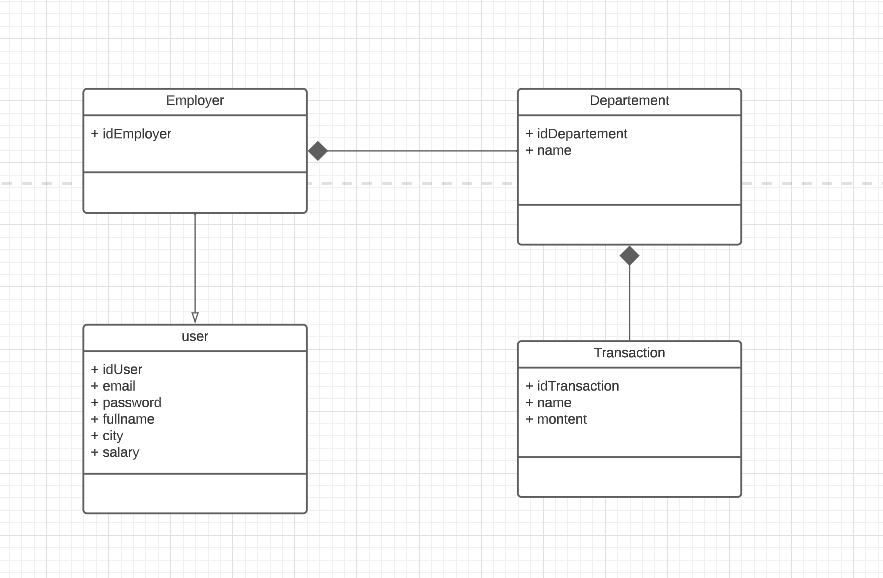 Employer
+ idEmployer
Departement
+ idDepartement
+ name
user
+ idUser
+ email
+ password
+ fullname
+ city
+ salary
Transaction
+ idTransaction
+ name
+ montent